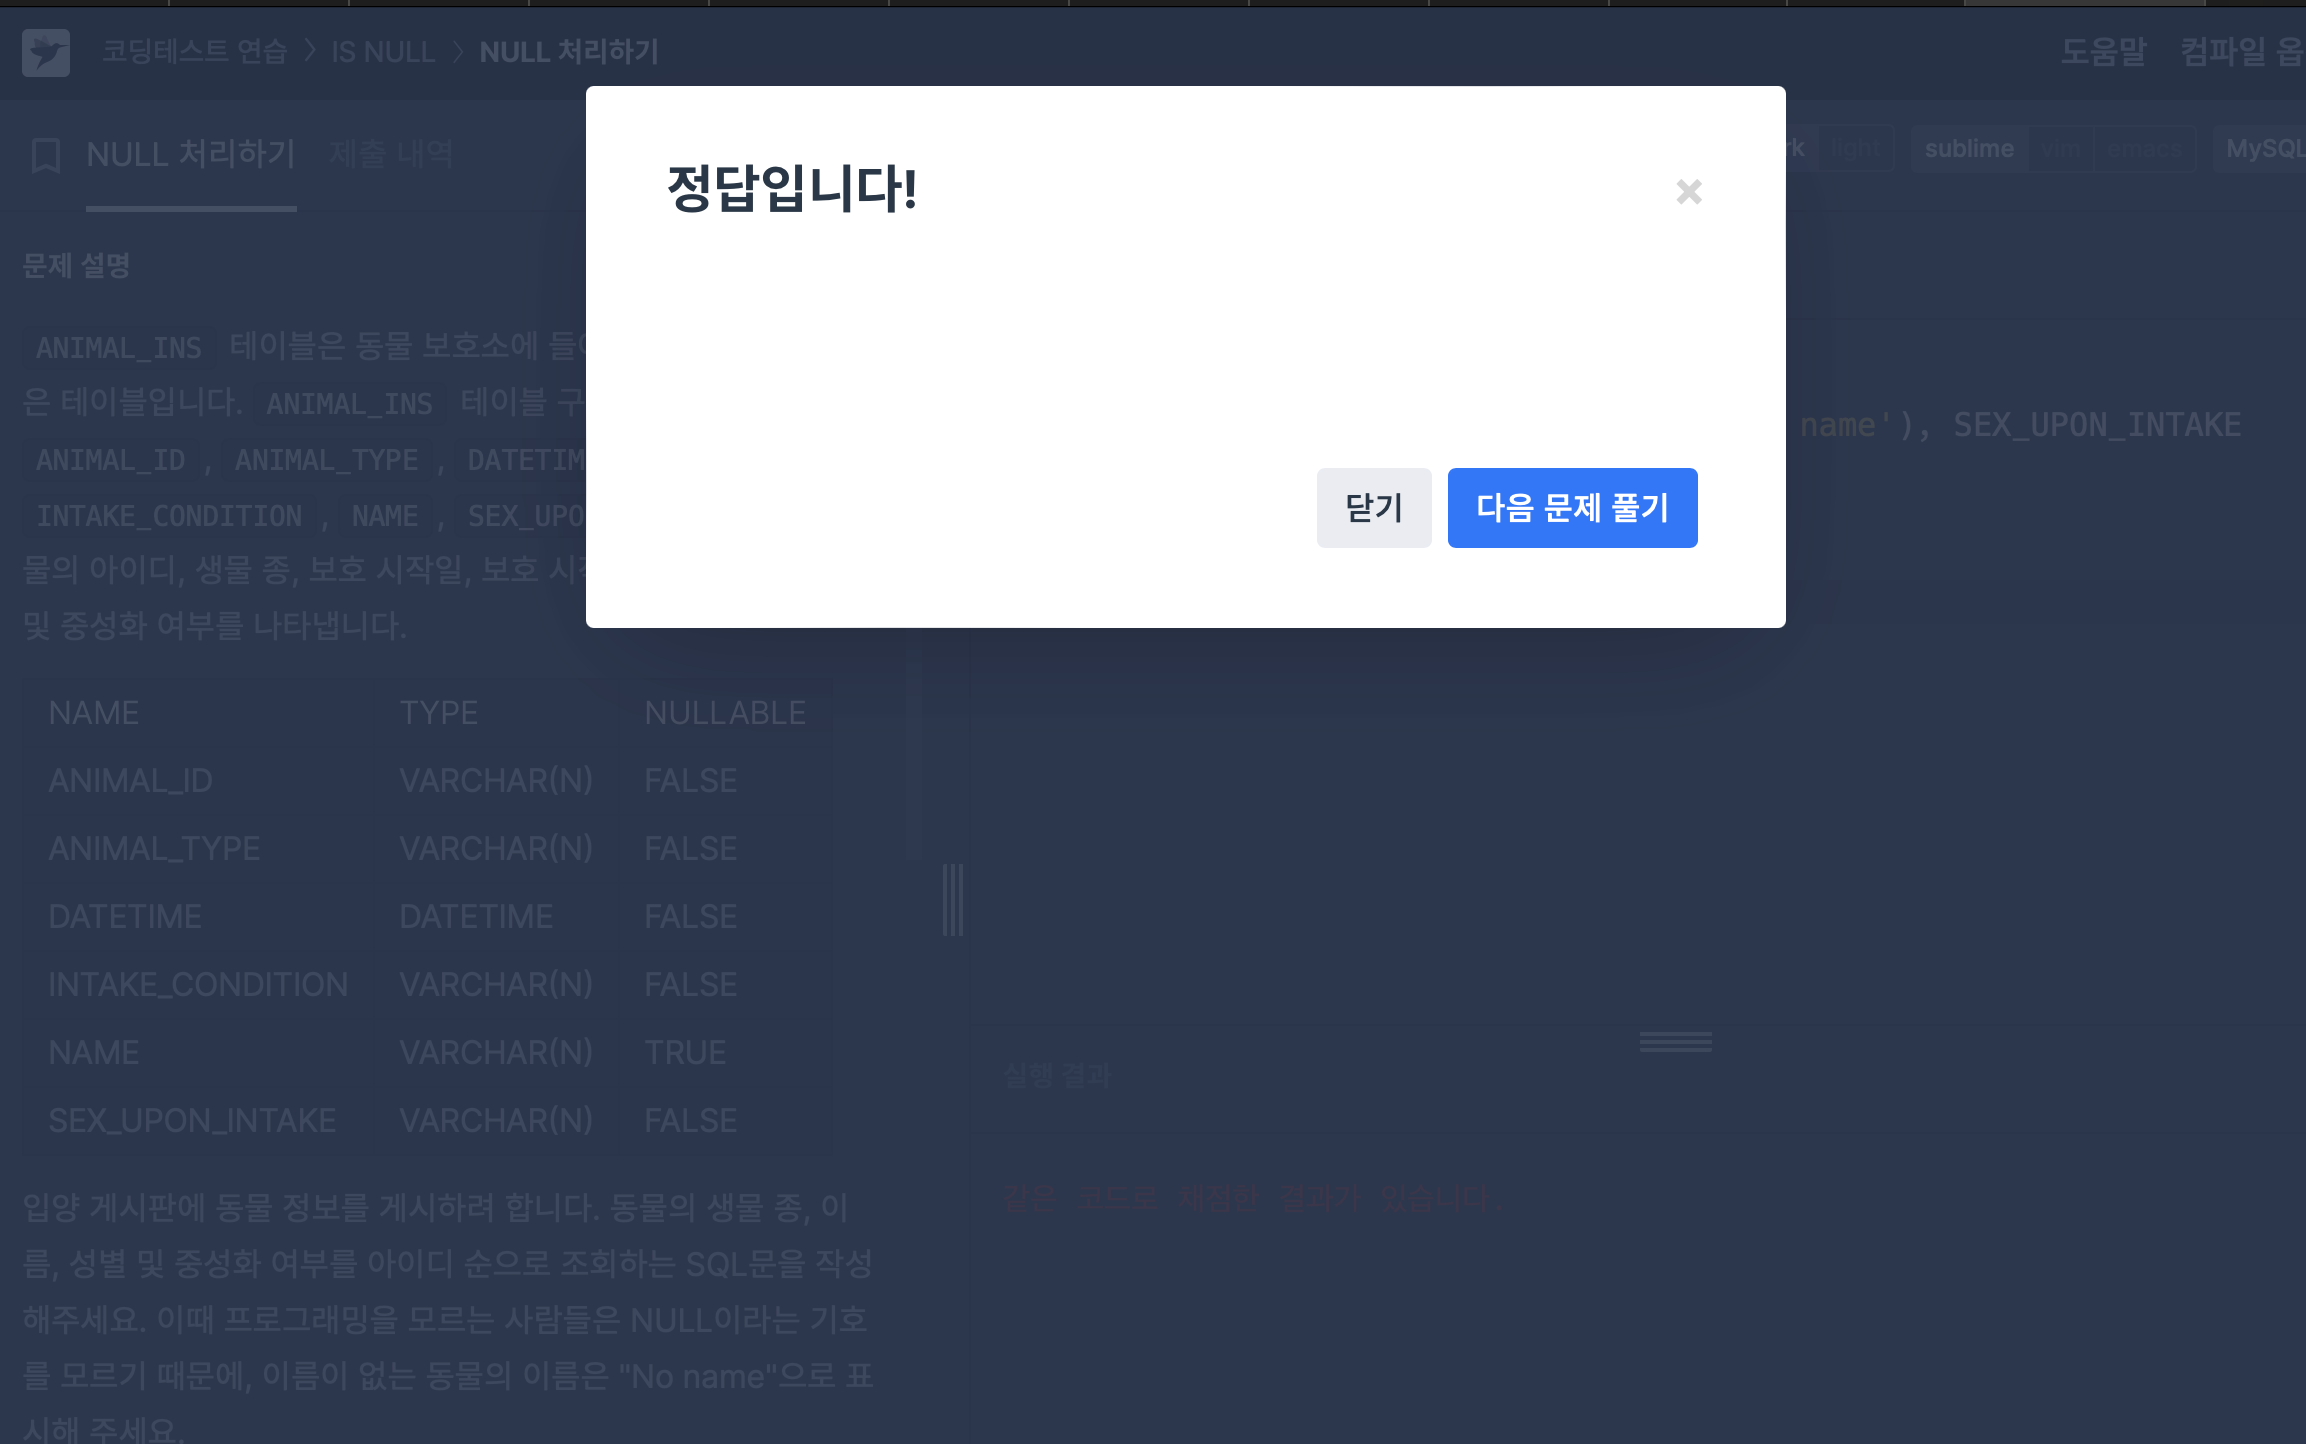 코딩테스트 연습 > IS NULL > NULL 처리하기
도움말 컴파일 옵
NULL 처리하기 제출 내역
rk light sublime vim emacs MySQL
정답입니다!
×
닫기 다음 문제 풀기
문제 설명
ANIMAL_INS 테이블은 동물 보호소에
은 테이블입니다. ANIMAL_INS 테이블 구
ANIMAL_ID , ANIMAL_TYPE , DATETIM
INTAKE_CONDITION , NAME , SEX_UPO
물의 아이디, 생물 종, 보호 시작일, 보호
및 중성화 여부를 나타냅니다.
NAME TYPE NULLABLE
ANIMAL_ID VARCHAR(N) FALSE
ANIMAL_TYPE VARCHAR(N) FALSE
DATETIME DATETIME FALSE
INTAKE_CONDITION VARCHAR(N) FALSE
NAME VARCHAR(N) TRUE
SEX_UPON_INTAKE VARCHAR(N) FALSE
입양 게시판에 동물 정보를 게시하려 합니다. 동물의 생물 종, 이
름, 성별 및 중성화 여부를 아이디 순으로 조회하는 SQL문을 작성
해주세요. 이때 프로그래밍을 모르는 사람들은 NULL이라는 기호
를 모르기 때문에, 이름이 없는 동물의 이름은 "No name"으로 표
시해 주세요.
name'), SEX_UPON_INTAKE
실행 결과
같은 코드로 채점한 결과가 있습니다.